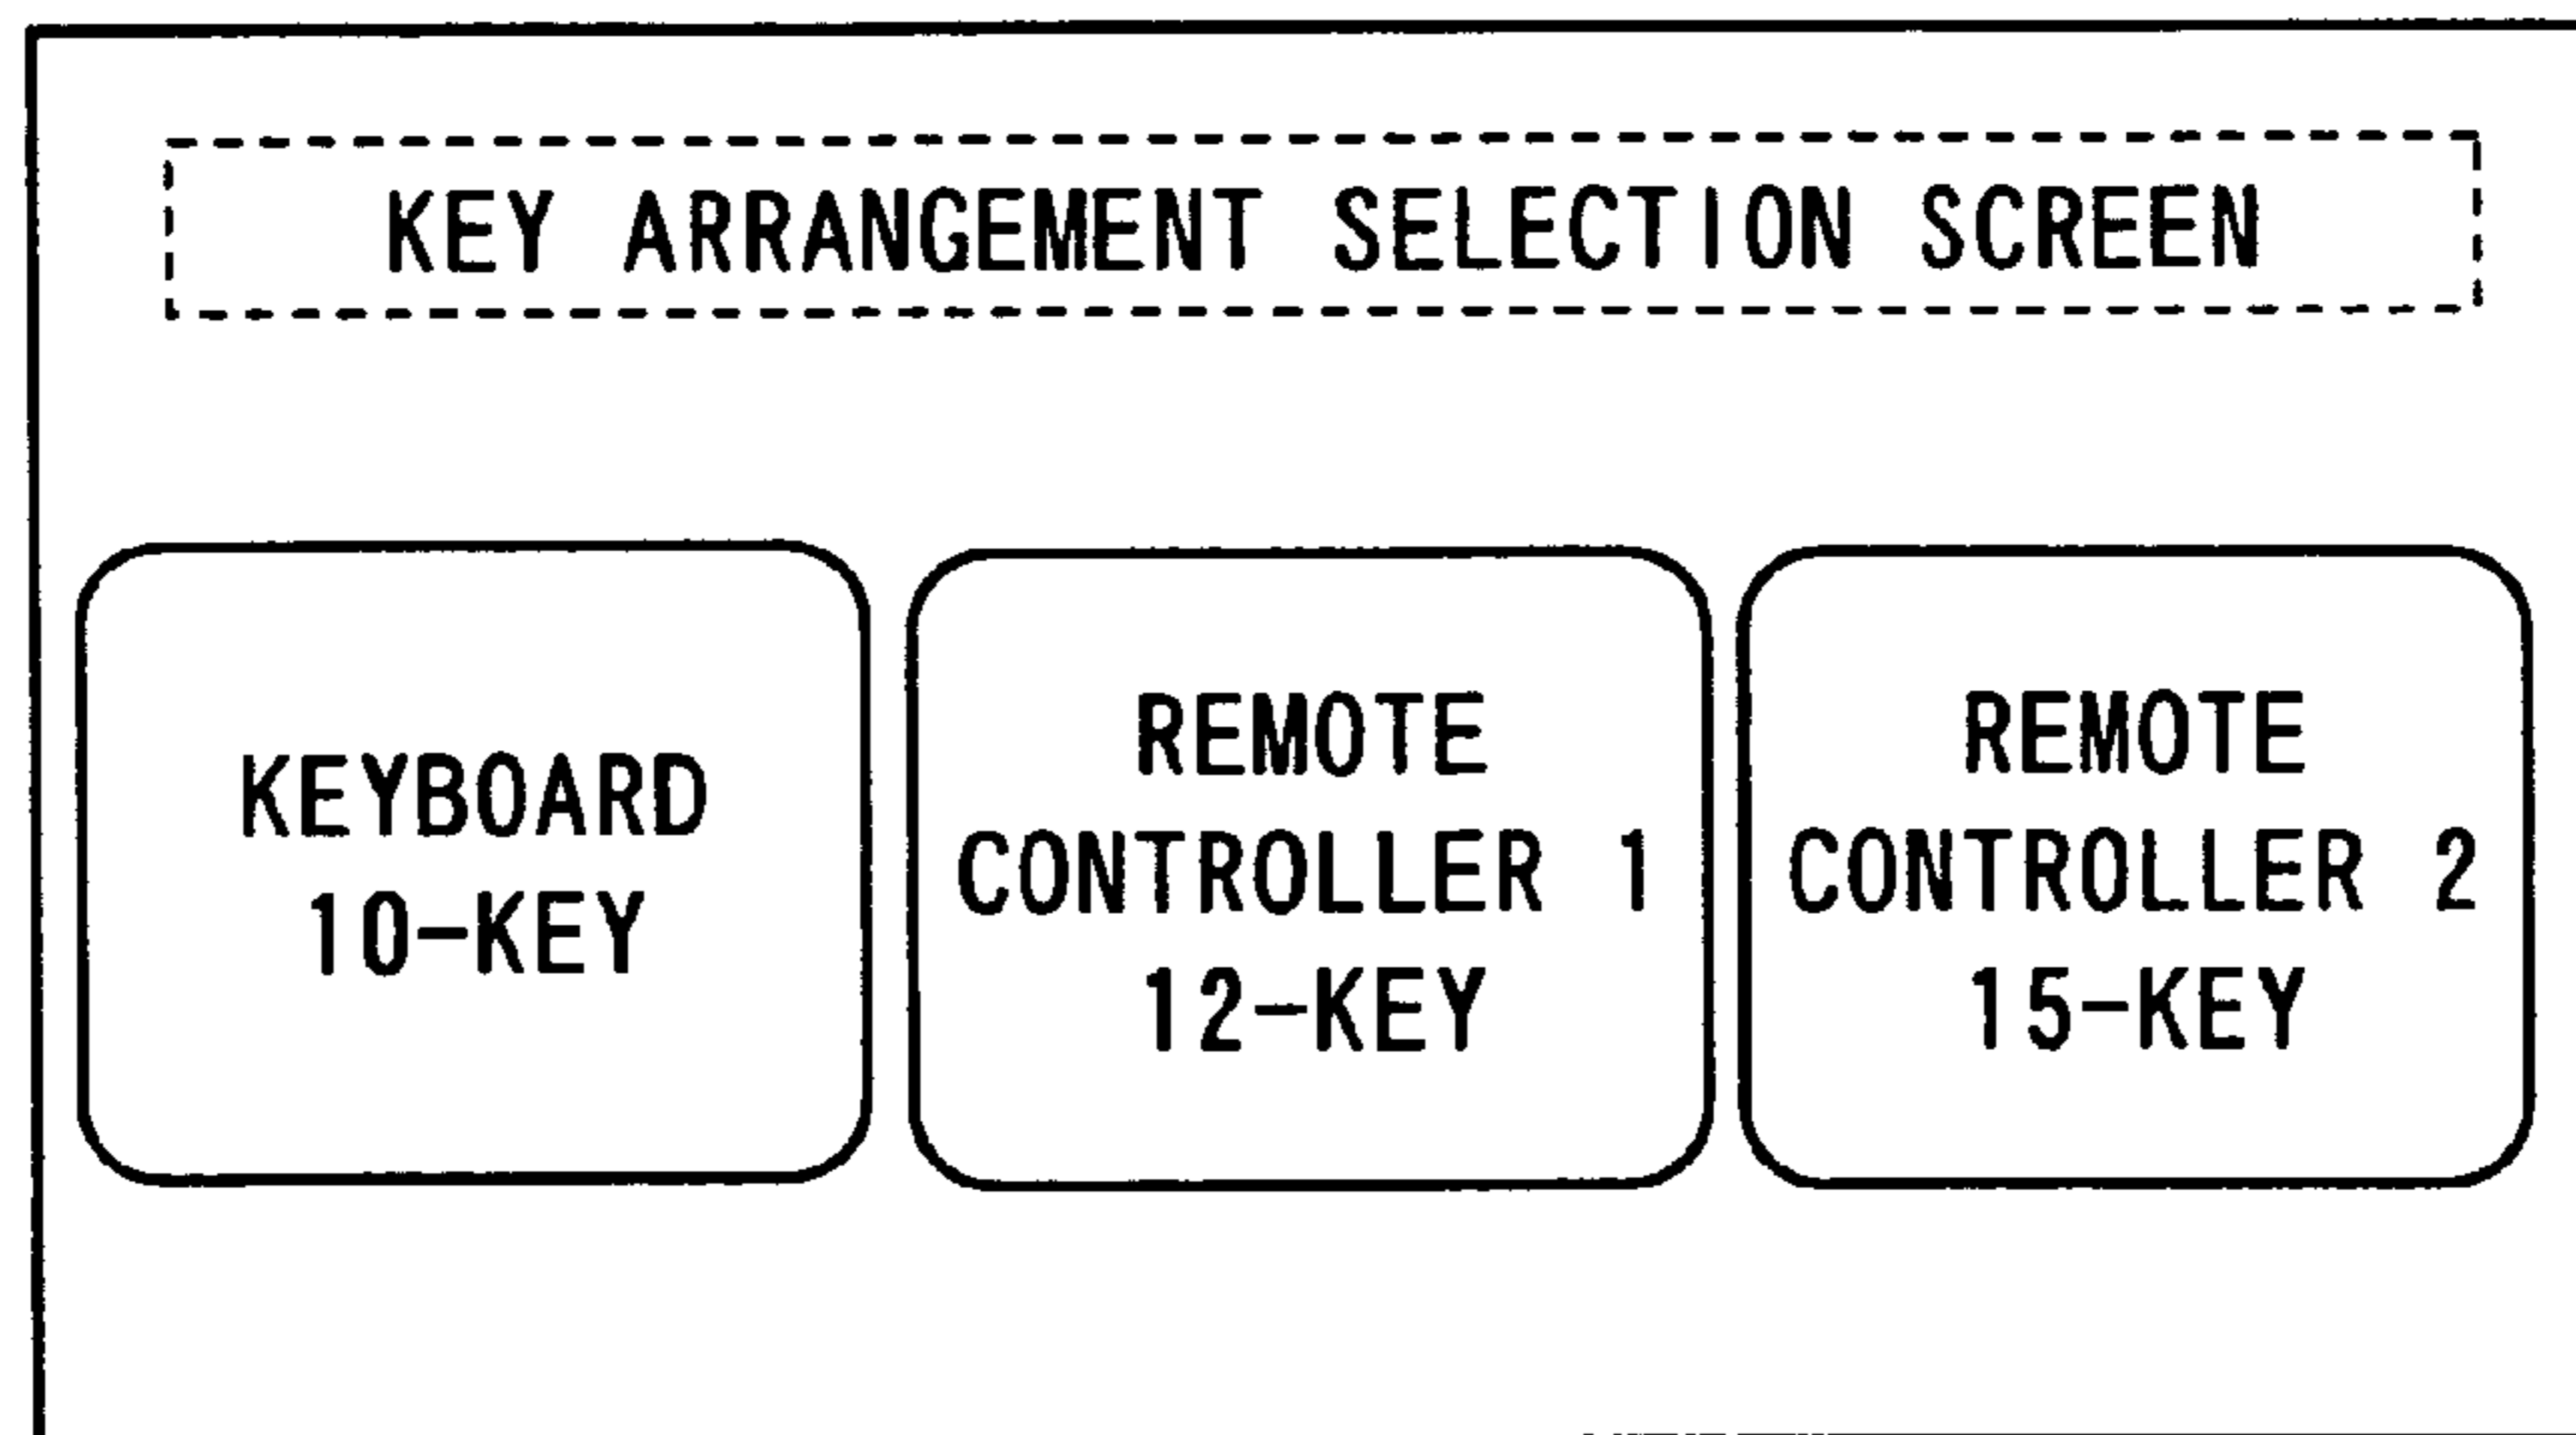 KEY ARRANGEMENT SELECTION SCREEN
KEYBOARD
10-KEY
REMOTE
CONTROLLER 1
12-KEY
REMOTE
CONTROLLER 2
15-KEY